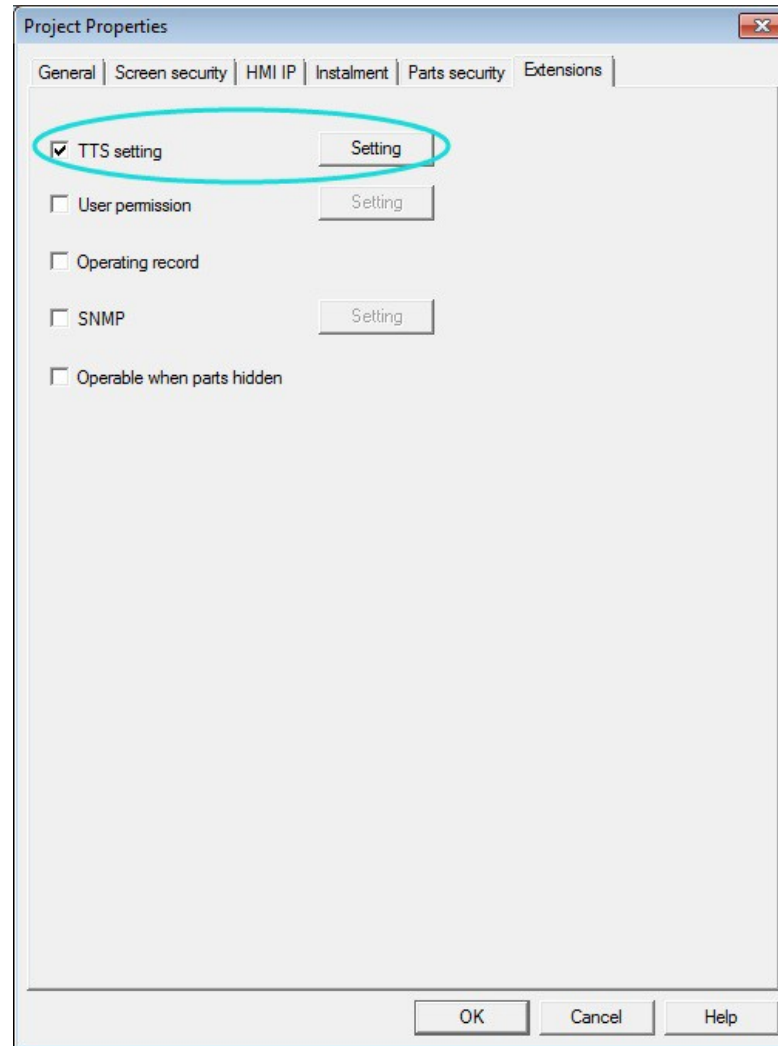 Project Properties
General Screen security HMI IP Instalment Parts security Extensions
TTS setting Setting
User permission Setting
Operating record
SNMP Setting
Operable when parts hidden
OK Cancel Help